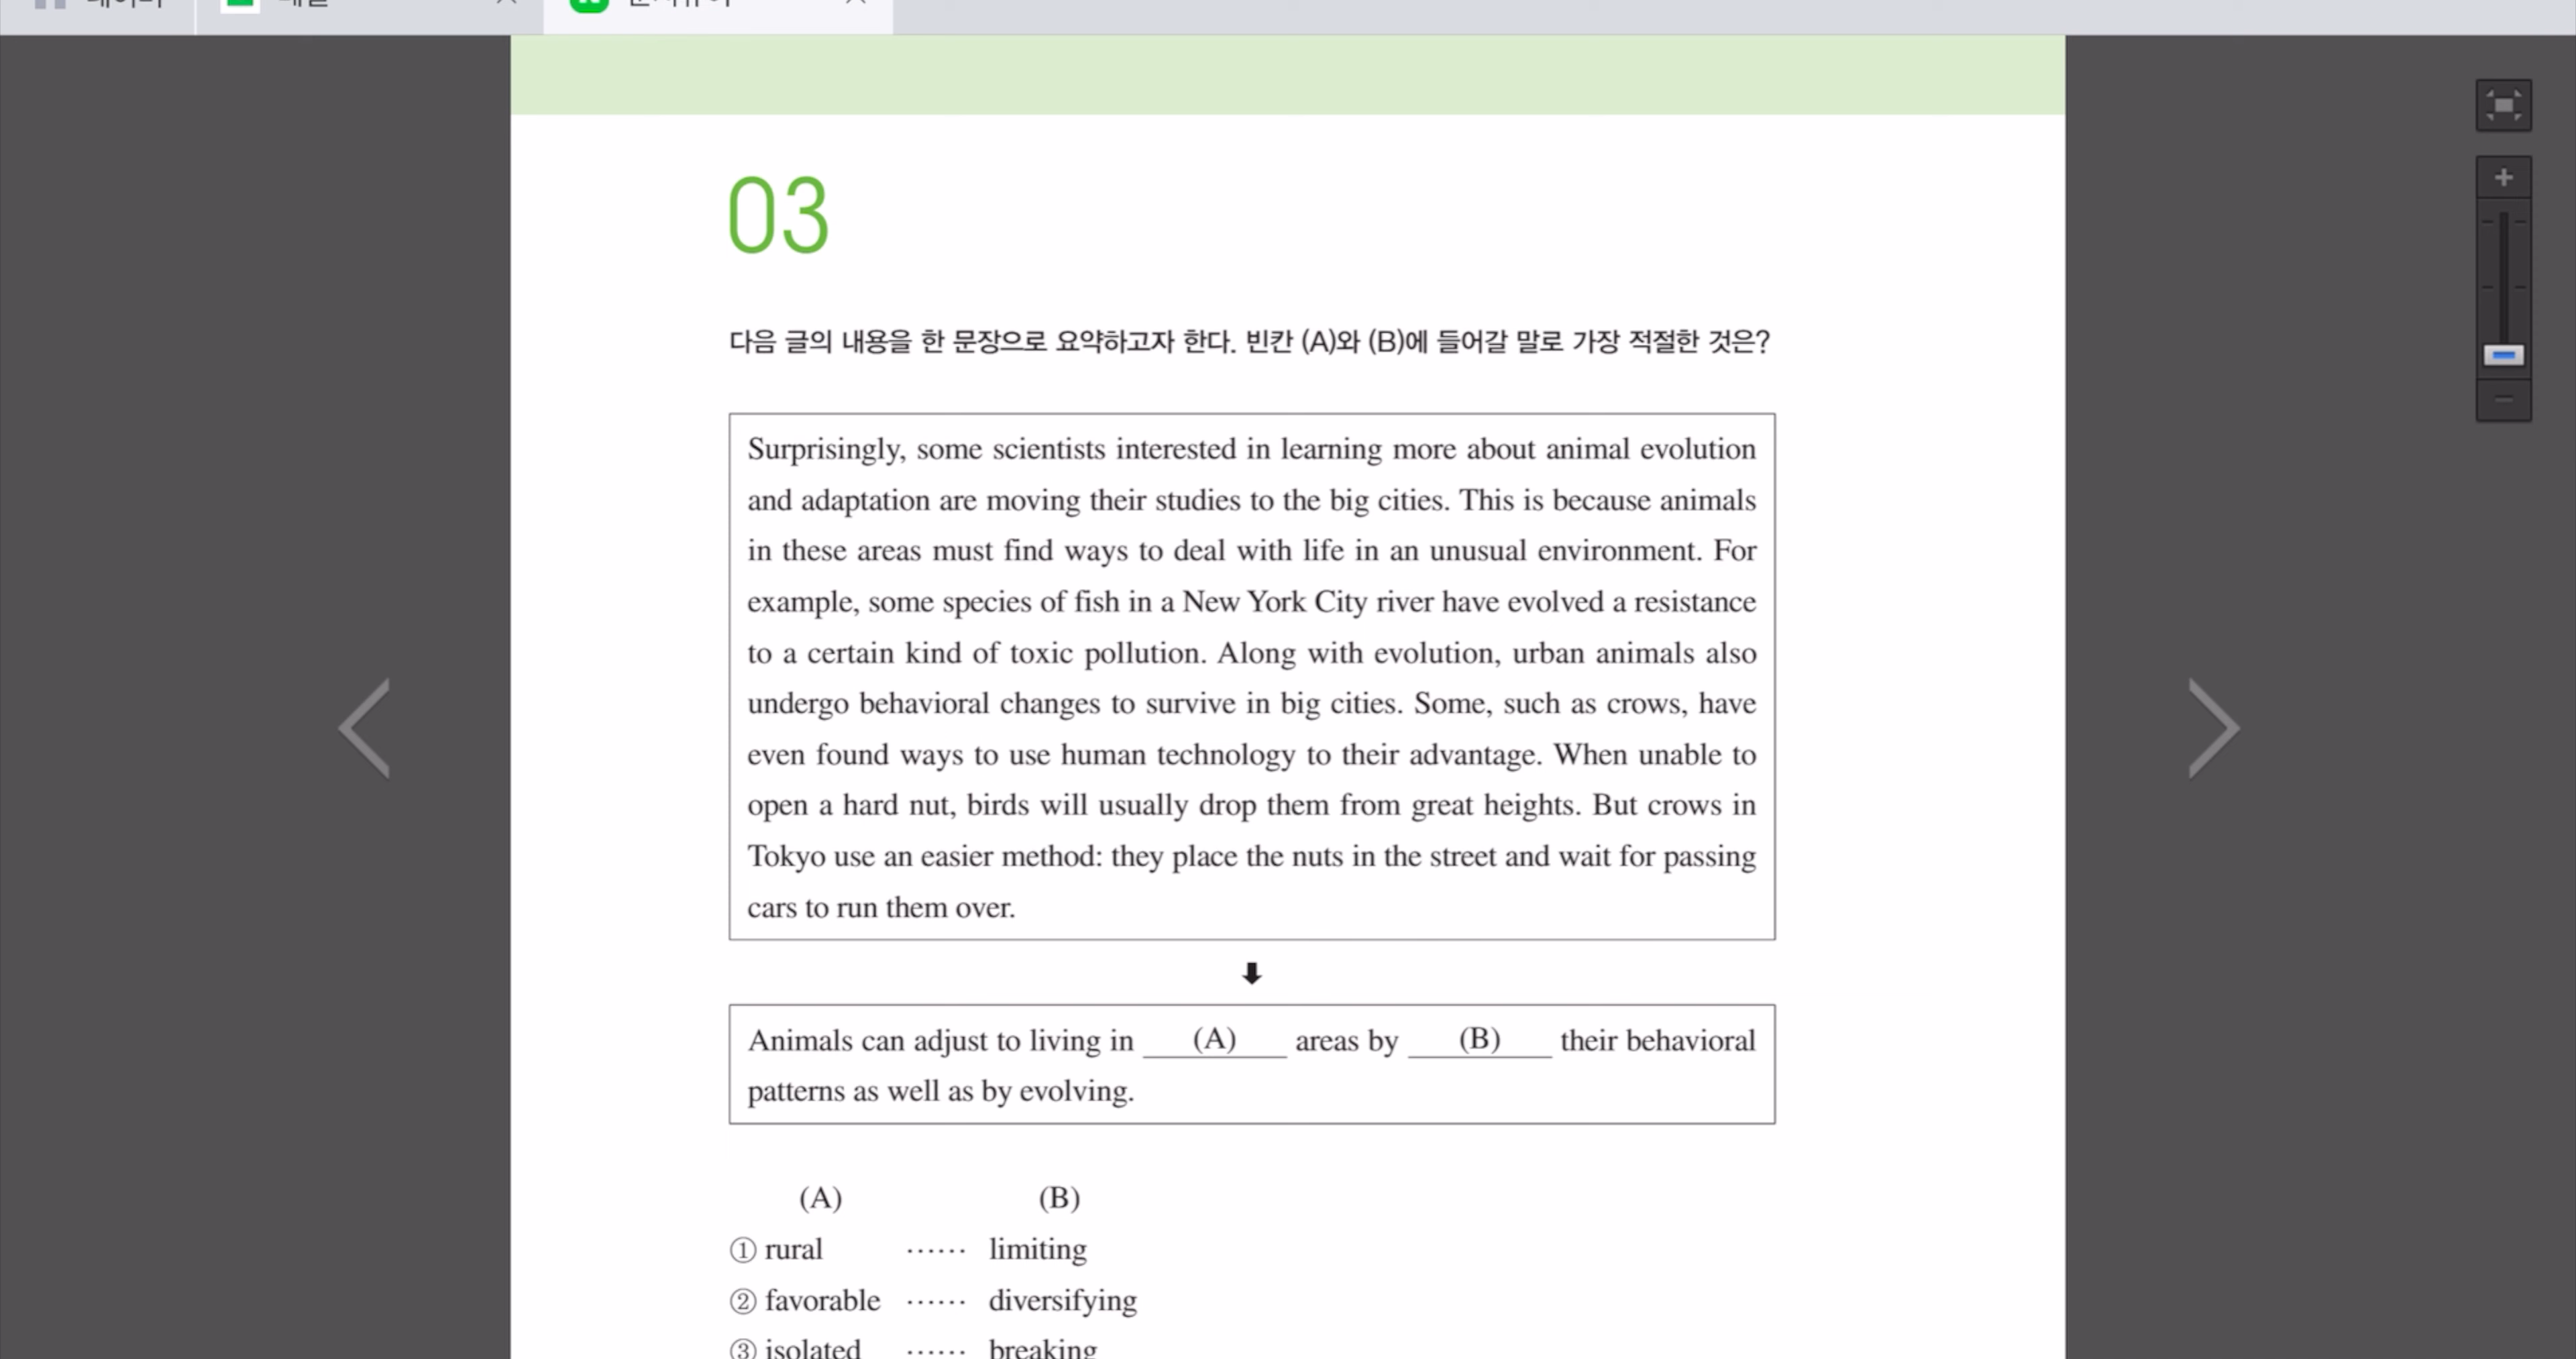 03
다음 글의 내용을 한 문장으로 요약하고자 한다. 빈칸 (A)와 (B)에 들어갈 말로 가장 적절한 것은?
Surprisingly, some scientists interested in learning more about animal evolution
and adaptation are moving their studies to the big cities. This is because animals
in these areas must find ways to deal with life in an unusual environment. For
example, some species of fish in a New York City river have evolved a resistance
to a certain kind of toxic pollution. Along with evolution, urban animals also
undergo behavioral changes to survive in big cities. Some, such as crows, have
even found ways to use human technology to their advantage. When unable to
open a hard nut, birds will usually drop them from great heights. But crows in
Tokyo use an easier method: they place the nuts in the street and wait for passing
cars to run them over.
Animals can adjust to living in (A) areas by (B) their behavioral
patterns as well as by evolving.
(A) (B)
① rural ...... limiting
② favorable ...... diversifying
③ isolated ...... breaking